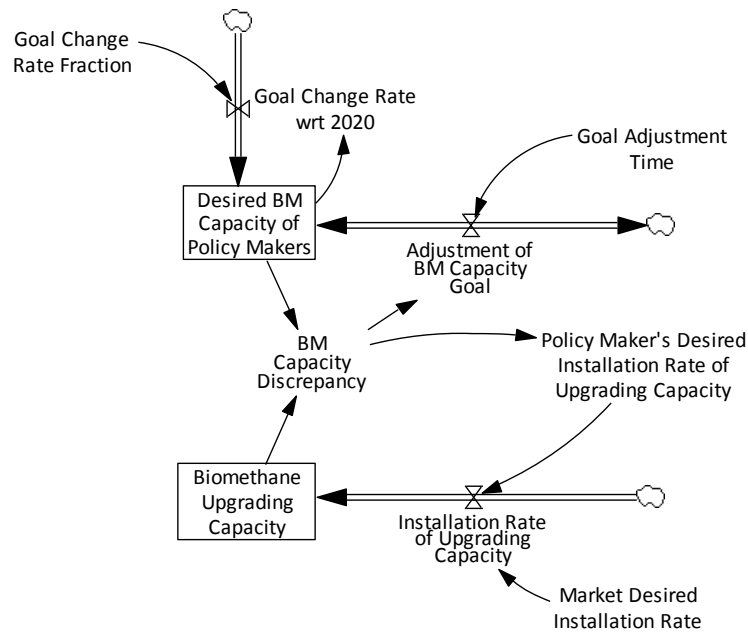 Goal Change
Rate Fraction
Goal Change Rate
wrt 2020
Goal Adjustment
Time
Desired BM
Capacity of
Policy Makers
Adjustment of
BM Capacity
Goal
BM
Capacity
Discrepancy
Policy Maker's Desired
Installation Rate of
Upgrading Capacity
Biomethane
Upgrading
Capacity
Installation Rate
of Upgrading
Capacity
Market Desired
Installation Rate